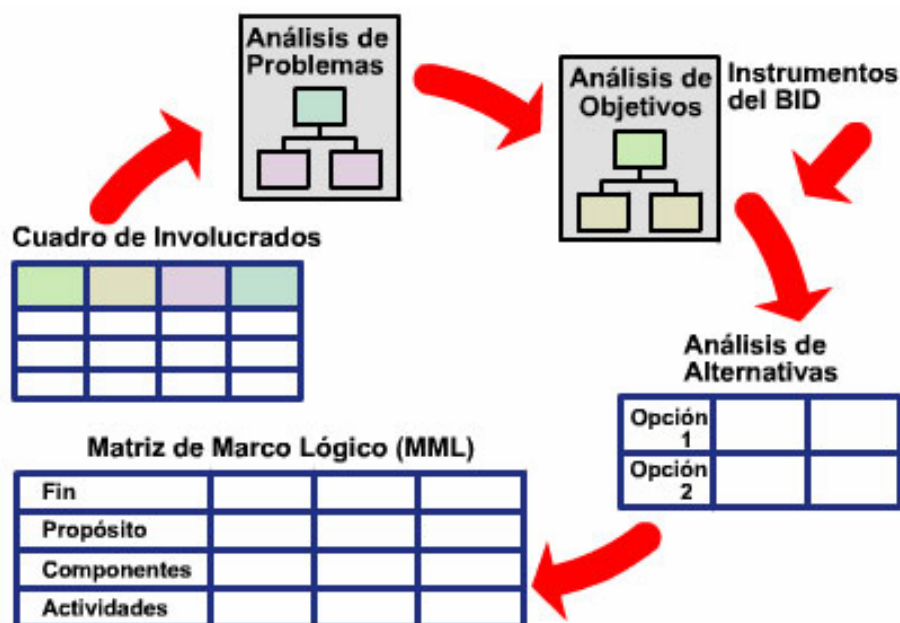 Análisis de
Problemas
Análisis de
Objetivos
Instrumentos
del BID
Cuadro de Involucrados
Análisis de
Alternativas
Opción
1
Opción
2
Matriz de Marco Lógico (MML)
Fin
Propósito
Componentes
Actividades